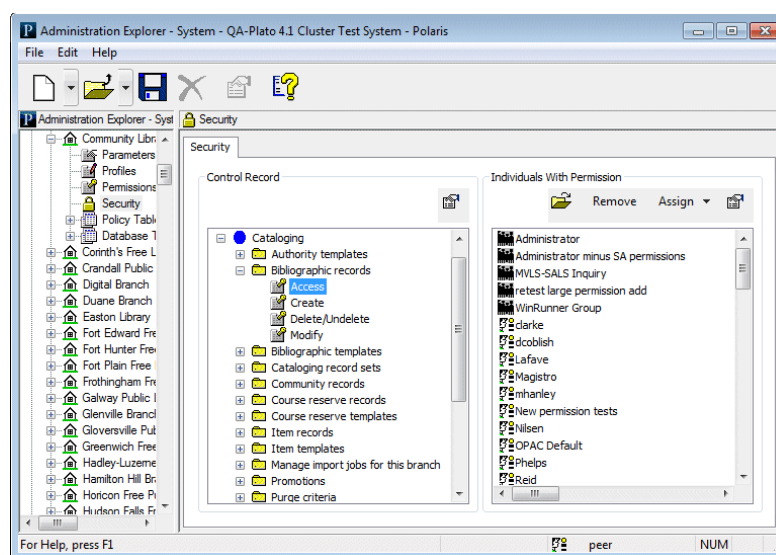 Administration Explorer - System - QA-Plato 4.1 Cluster Test System - Polaris
File Edit Help
Administration Explorer - Syst
Security
Community Libr
Parameters
Profiles
Permissions
Security
Policy Tabl
Database T
Corinth's Free L
Crandall Public
Digital Branch
Duane Branch
Easton Library
Fort Edward Fre
Fort Hunter Free
Fort Plain Free
Frothingham Fre
Galway Public L
Glenville Branch
Gloversville Pub
Greenwich Free
Hadley-Luzerne
Hamilton Hill Br
Horicon Free Pu
Hudson Falls Fr
Security
Control Record
Cataloging
Authority templates
Bibliographic records
Access
Create
Delete/Undelete
Modify
Bibliographic templates
Cataloging record sets
Community records
Course reserve records
Course reserve templates
Item records
Item templates
Manage import jobs for this branch
Promotions
Purge criteria
Individuals With Permission
Remove Assign
Administrator
Administrator minus SA permissions
MVLS-SALS Inquiry
retest large permission add
WinRunner Group
clarke
dcoblish
Lafave
Magistro
mhanley
New permission tests
Nilsen
OPAC Default
Phelps
Reid
For Help, press F1
peer
NUM